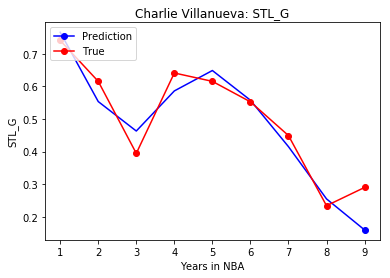 Charlie Villanueva: STL_G
Prediction
True
0.7
0.6
0.5
0.4
0.3
0.2
STL_G
1 2 3 4 5 6 7 8 9
Years in NBA